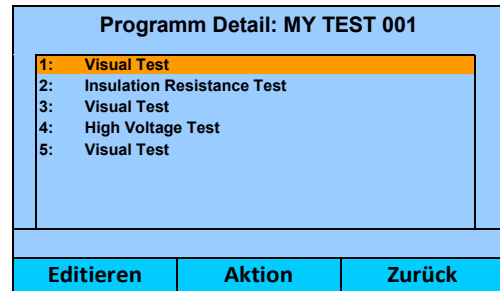 Programm Detail: MY TEST 001
1: Visual Test
2: Insulation Resistance Test
3: Visual Test
4: High Voltage Test
5: Visual Test
Editieren Aktion Zurück